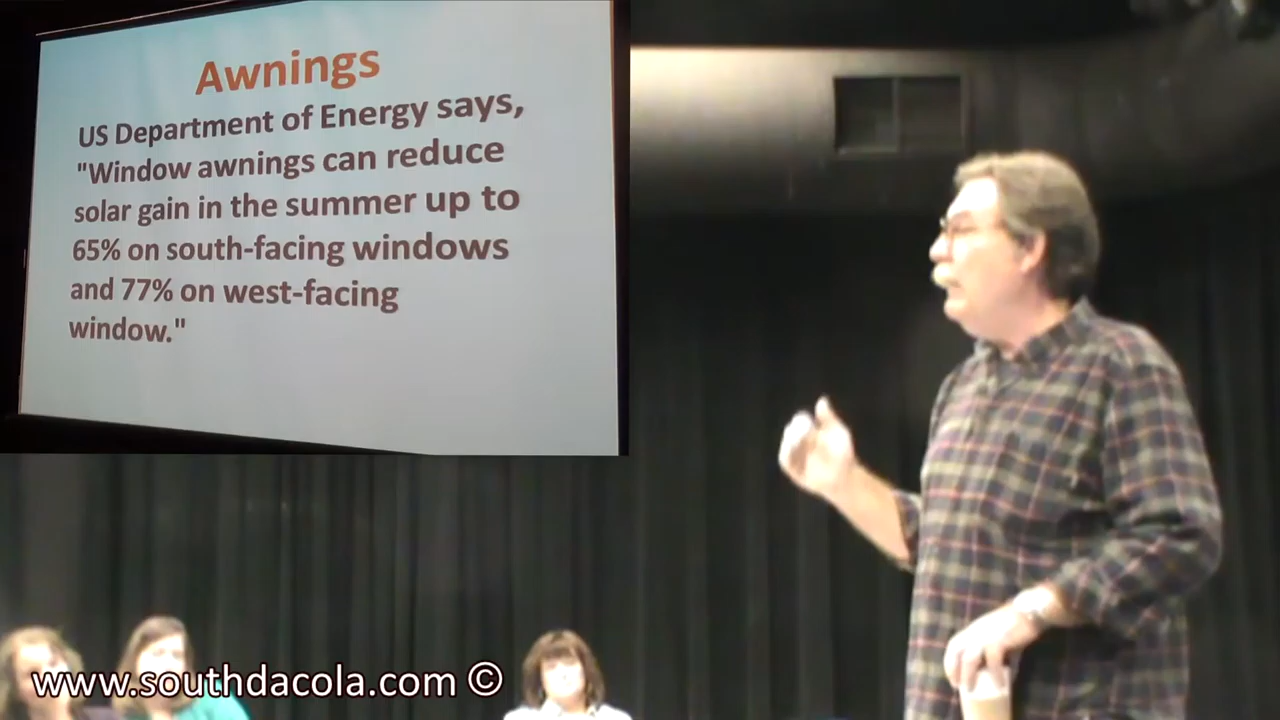 Awnings
US Department of Energy says,
"Window awnings can reduce
solar gain in the summer up to
65% on south-facing windows
and 77% on west-facing
window."
www.southdacola.com ©